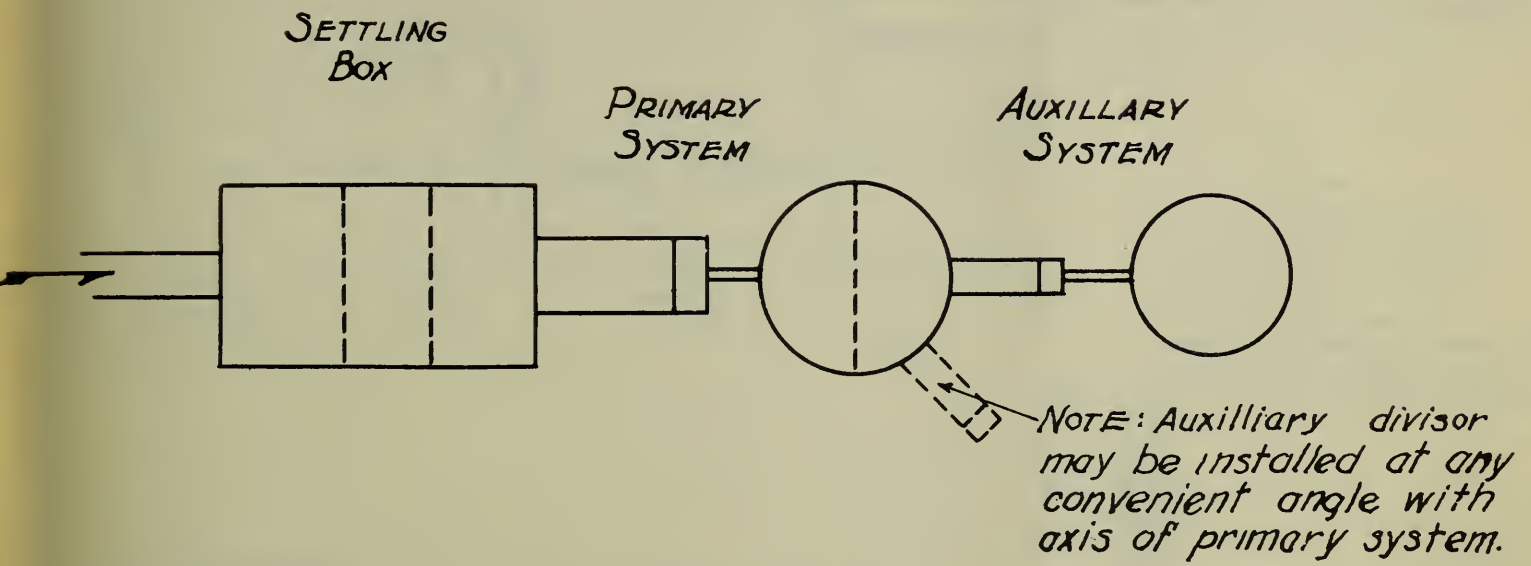 SETTLING
BOX
PRIMARY
SYSTEM
AUXILLARY
SYSTEM
NOTE: Auxilliary divisor
may be installed at any
convenient angle with
axis of primary system.